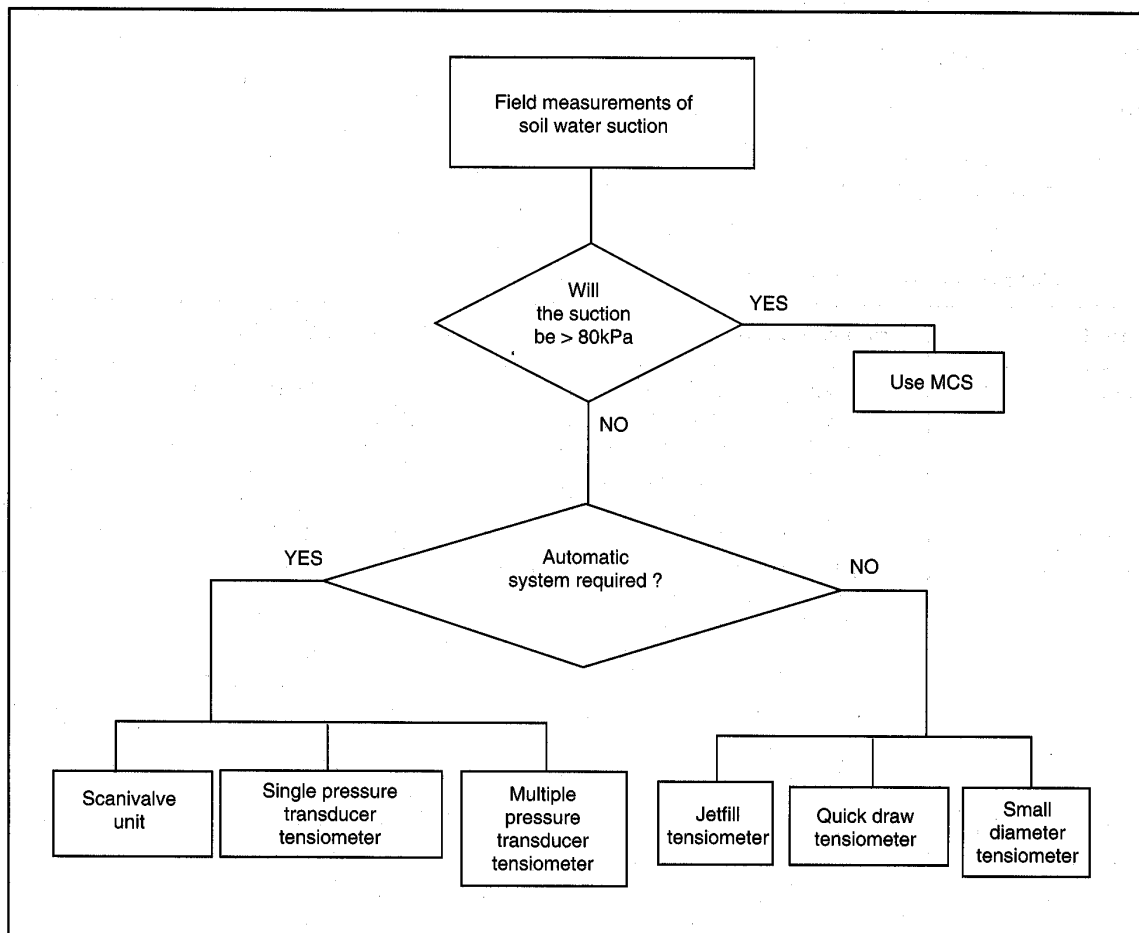 Field measurements of
soil water suction
Will
the suction
be > 80kPa
YES
Use MCS
NO
Automatic
system required ?
YES
NO
Scanivalve
unit
Single pressure
transducer
tensiometer
Multiple
pressure
transducer
tensiometer
Jetfill
tensiometer
Quick draw
tensiometer
Small
diameter
tensiometer